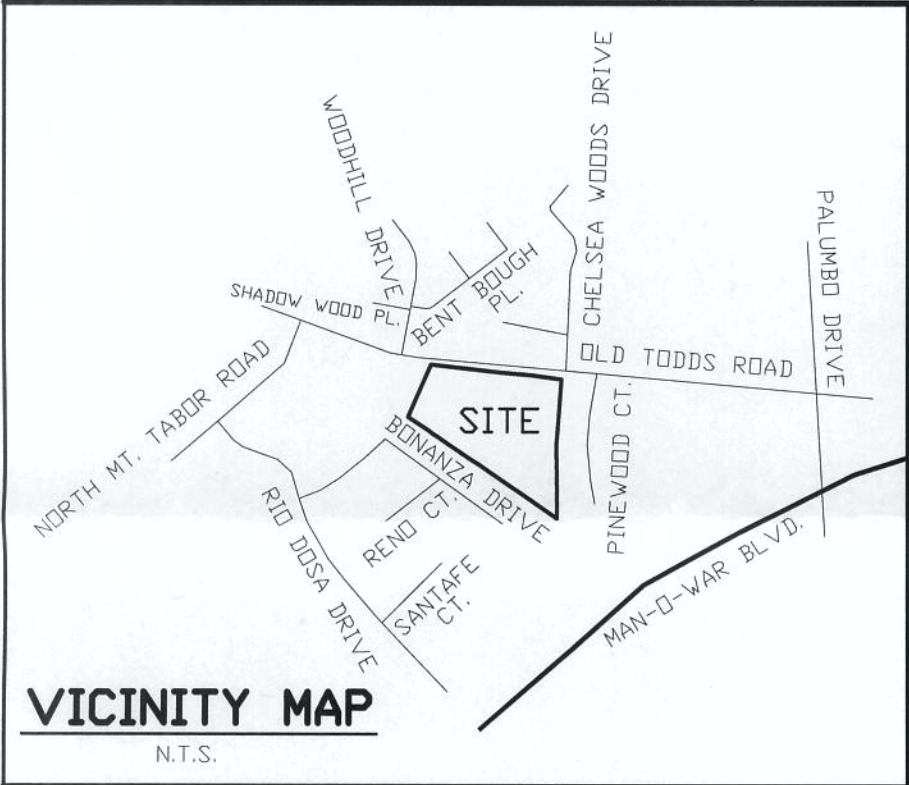 WOODHILL DRIVE
CHELSEA WOODS DRIVE
PALUMBO DRIVE
SHADOW WOOD PL.
BENT BOUGH
PL.
OLD TODDS ROAD
NORTH MT. TABOR ROAD
SITE
PINEWOOD CT.
BONANZA DRIVE
RENO CT.
RIO DOSA DRIVE
SANTAFE
CT.
MAN-O-WAR BLVD.
VICINITY MAP
N.T.S.